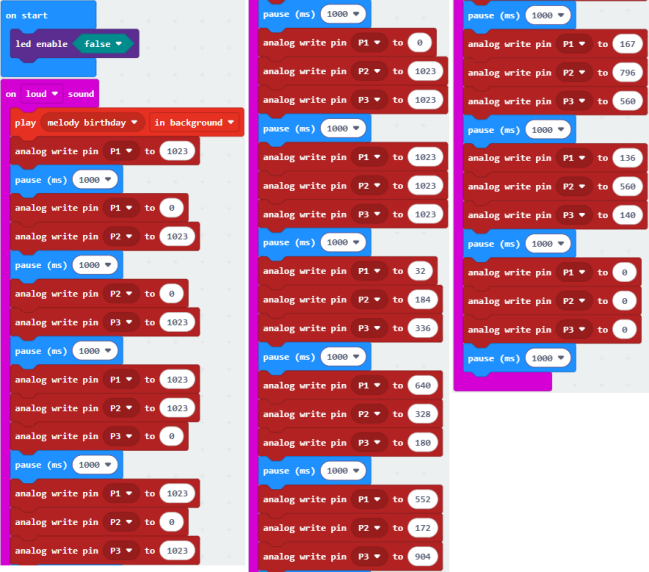 on start
led enable false
on loud sound
play melody birthday in background
analog write pin P1 to 1023
pause (ms) 1000
analog write pin P1 to 0
analog write pin P2 to 1023
pause (ms) 1000
analog write pin P2 to 0
analog write pin P3 to 1023
pause (ms) 1000
analog write pin P1 to 1023
analog write pin P2 to 1023
analog write pin P3 to 0
pause (ms) 1000
analog write pin P1 to 1023
analog write pin P2 to 0
analog write pin P3 to 1023
pause (ms) 1000
analog write pin P1 to 0
analog write pin P2 to 1023
analog write pin P3 to 1023
pause (ms) 1000
analog write pin P1 to 1023
analog write pin P2 to 1023
analog write pin P3 to 1023
pause (ms) 1000
analog write pin P1 to 32
analog write pin P2 to 184
analog write pin P3 to 336
pause (ms) 1000
analog write pin P1 to 640
analog write pin P2 to 328
analog write pin P3 to 180
pause (ms) 1000
analog write pin P1 to 552
analog write pin P2 to 172
analog write pin P3 to 904
pause (ms) 1000
analog write pin P1 to 167
analog write pin P2 to 796
analog write pin P3 to 560
pause (ms) 1000
analog write pin P1 to 136
analog write pin P2 to 560
analog write pin P3 to 140
pause (ms) 1000
analog write pin P1 to 0
analog write pin P2 to 0
analog write pin P3 to 0
pause (ms) 1000